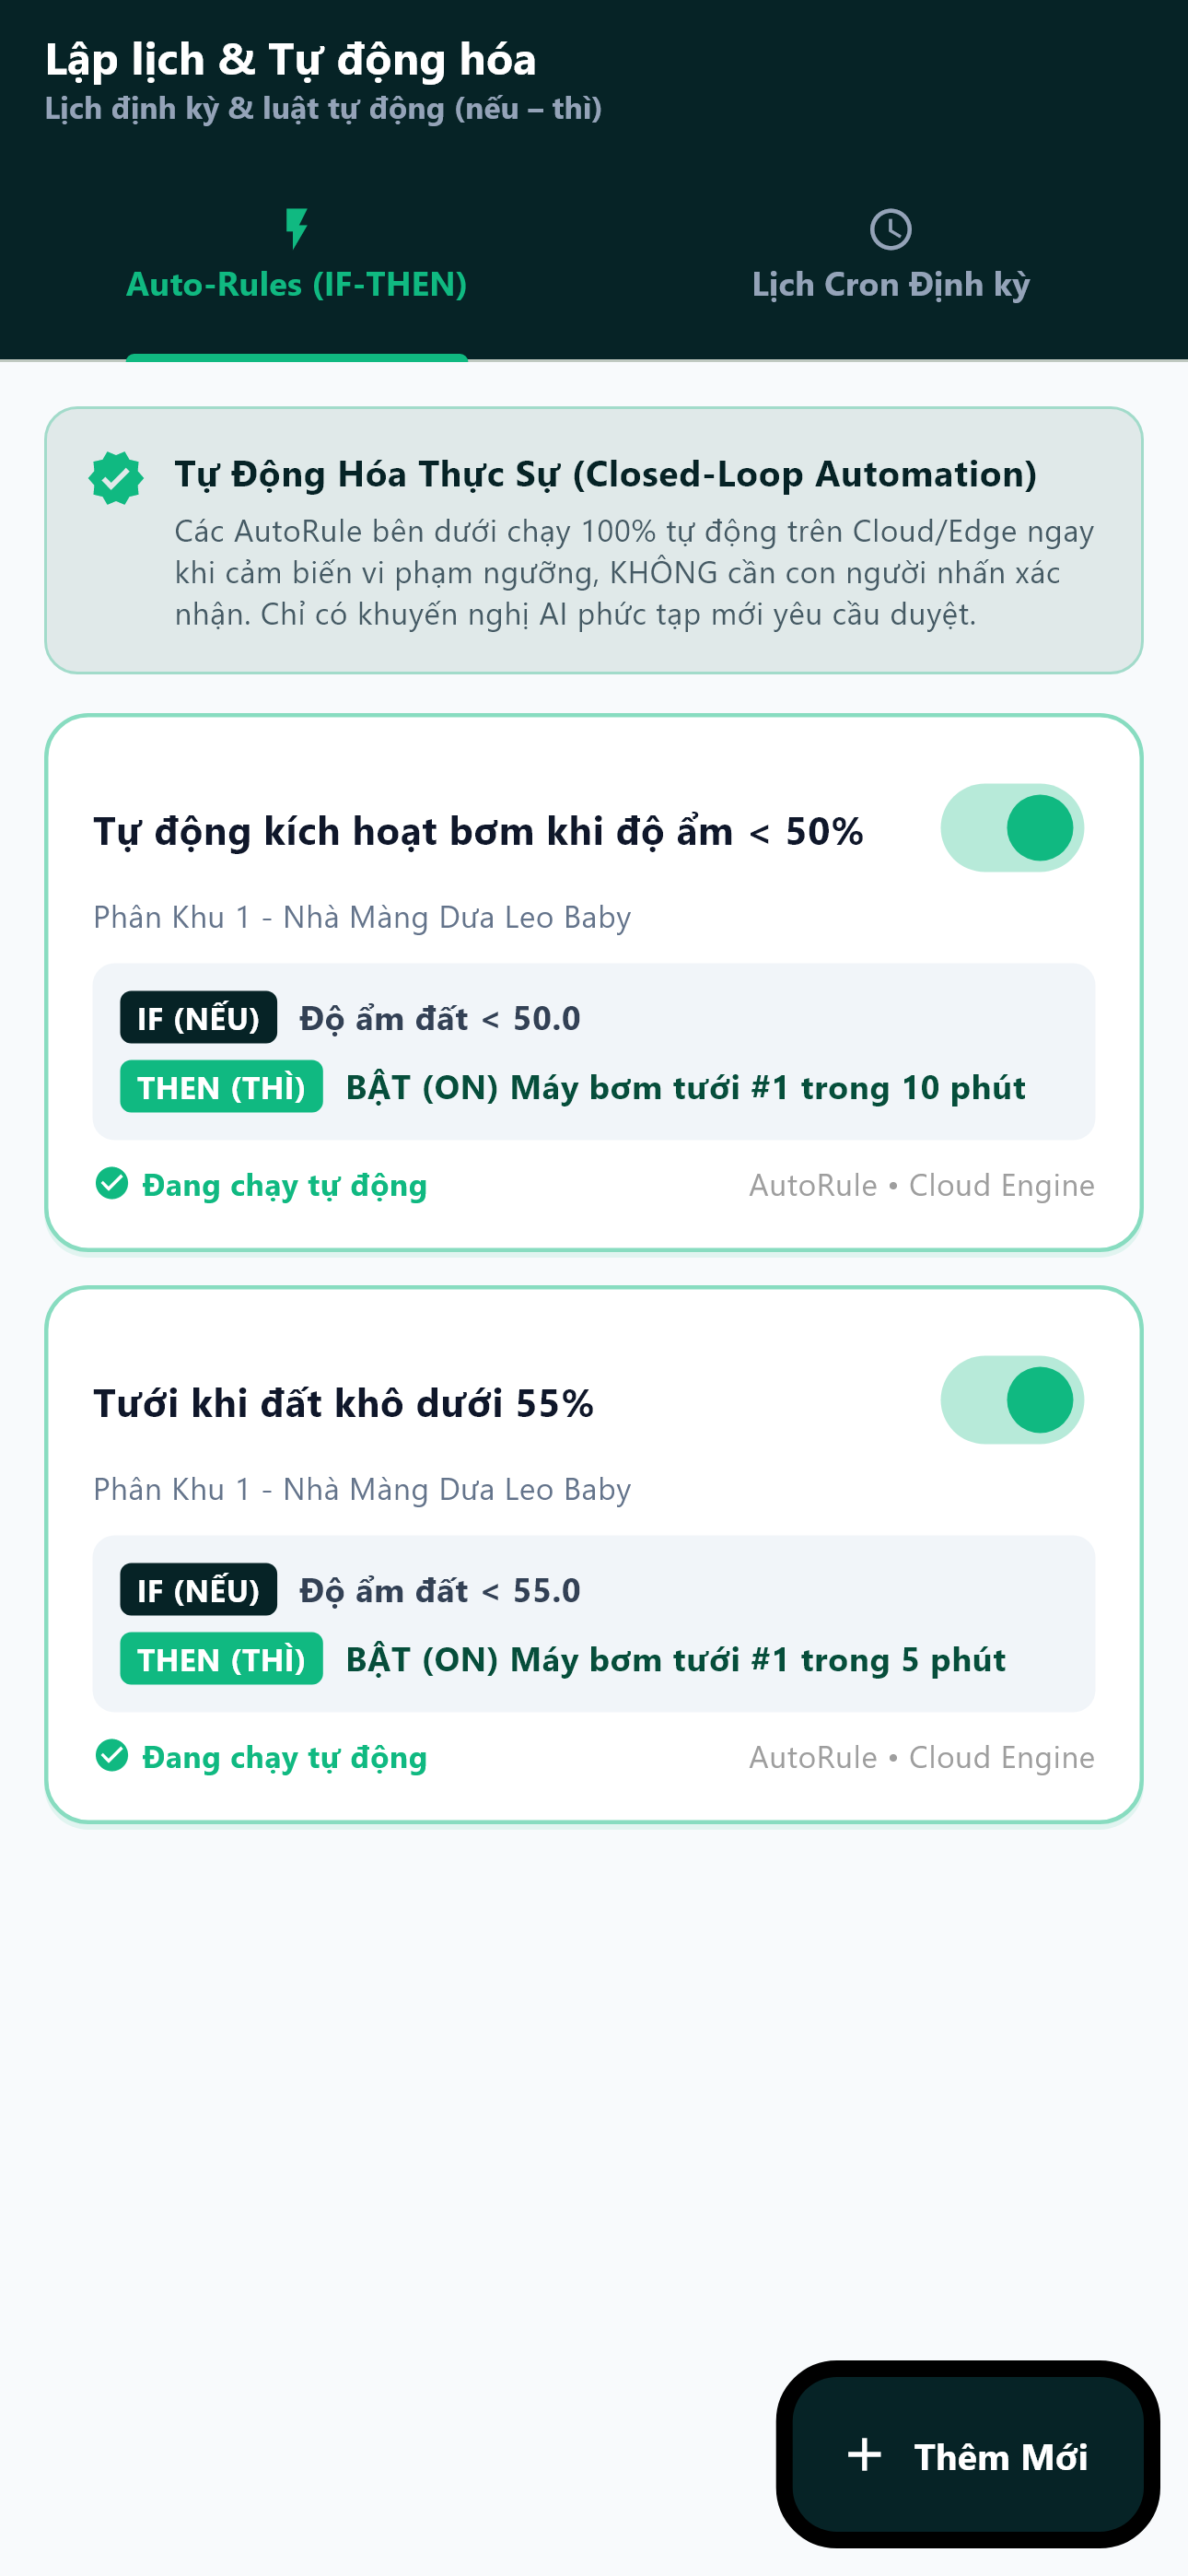 Lập lịch & Tự động hóa
Lịch định kỳ & luật tự động (nếu – thì)
Auto-Rules (IF-THEN)
Lịch Cron Định kỳ
Tự Động Hóa Thực Sự (Closed-Loop Automation)
Các AutoRule bên dưới chạy 100% tự động trên Cloud/Edge ngay
khi cảm biến vi phạm ngưỡng, KHÔNG cần con người nhấn xác
nhận. Chỉ có khuyến nghị AI phức tạp mới yêu cầu duyệt.
Tự động kích hoạt bơm khi độ ẩm < 50%
Phân Khu 1 - Nhà Màng Dưa Leo Baby
IF (NẾU) Độ ẩm đất < 50.0
THEN (THÌ) BẬT (ON) Máy bơm tưới #1 trong 10 phút
Đang chạy tự động
AutoRule • Cloud Engine
Tưới khi đất khô dưới 55%
Phân Khu 1 - Nhà Màng Dưa Leo Baby
IF (NẾU) Độ ẩm đất < 55.0
THEN (THÌ) BẬT (ON) Máy bơm tưới #1 trong 5 phút
Đang chạy tự động
AutoRule • Cloud Engine
+ Thêm Mới